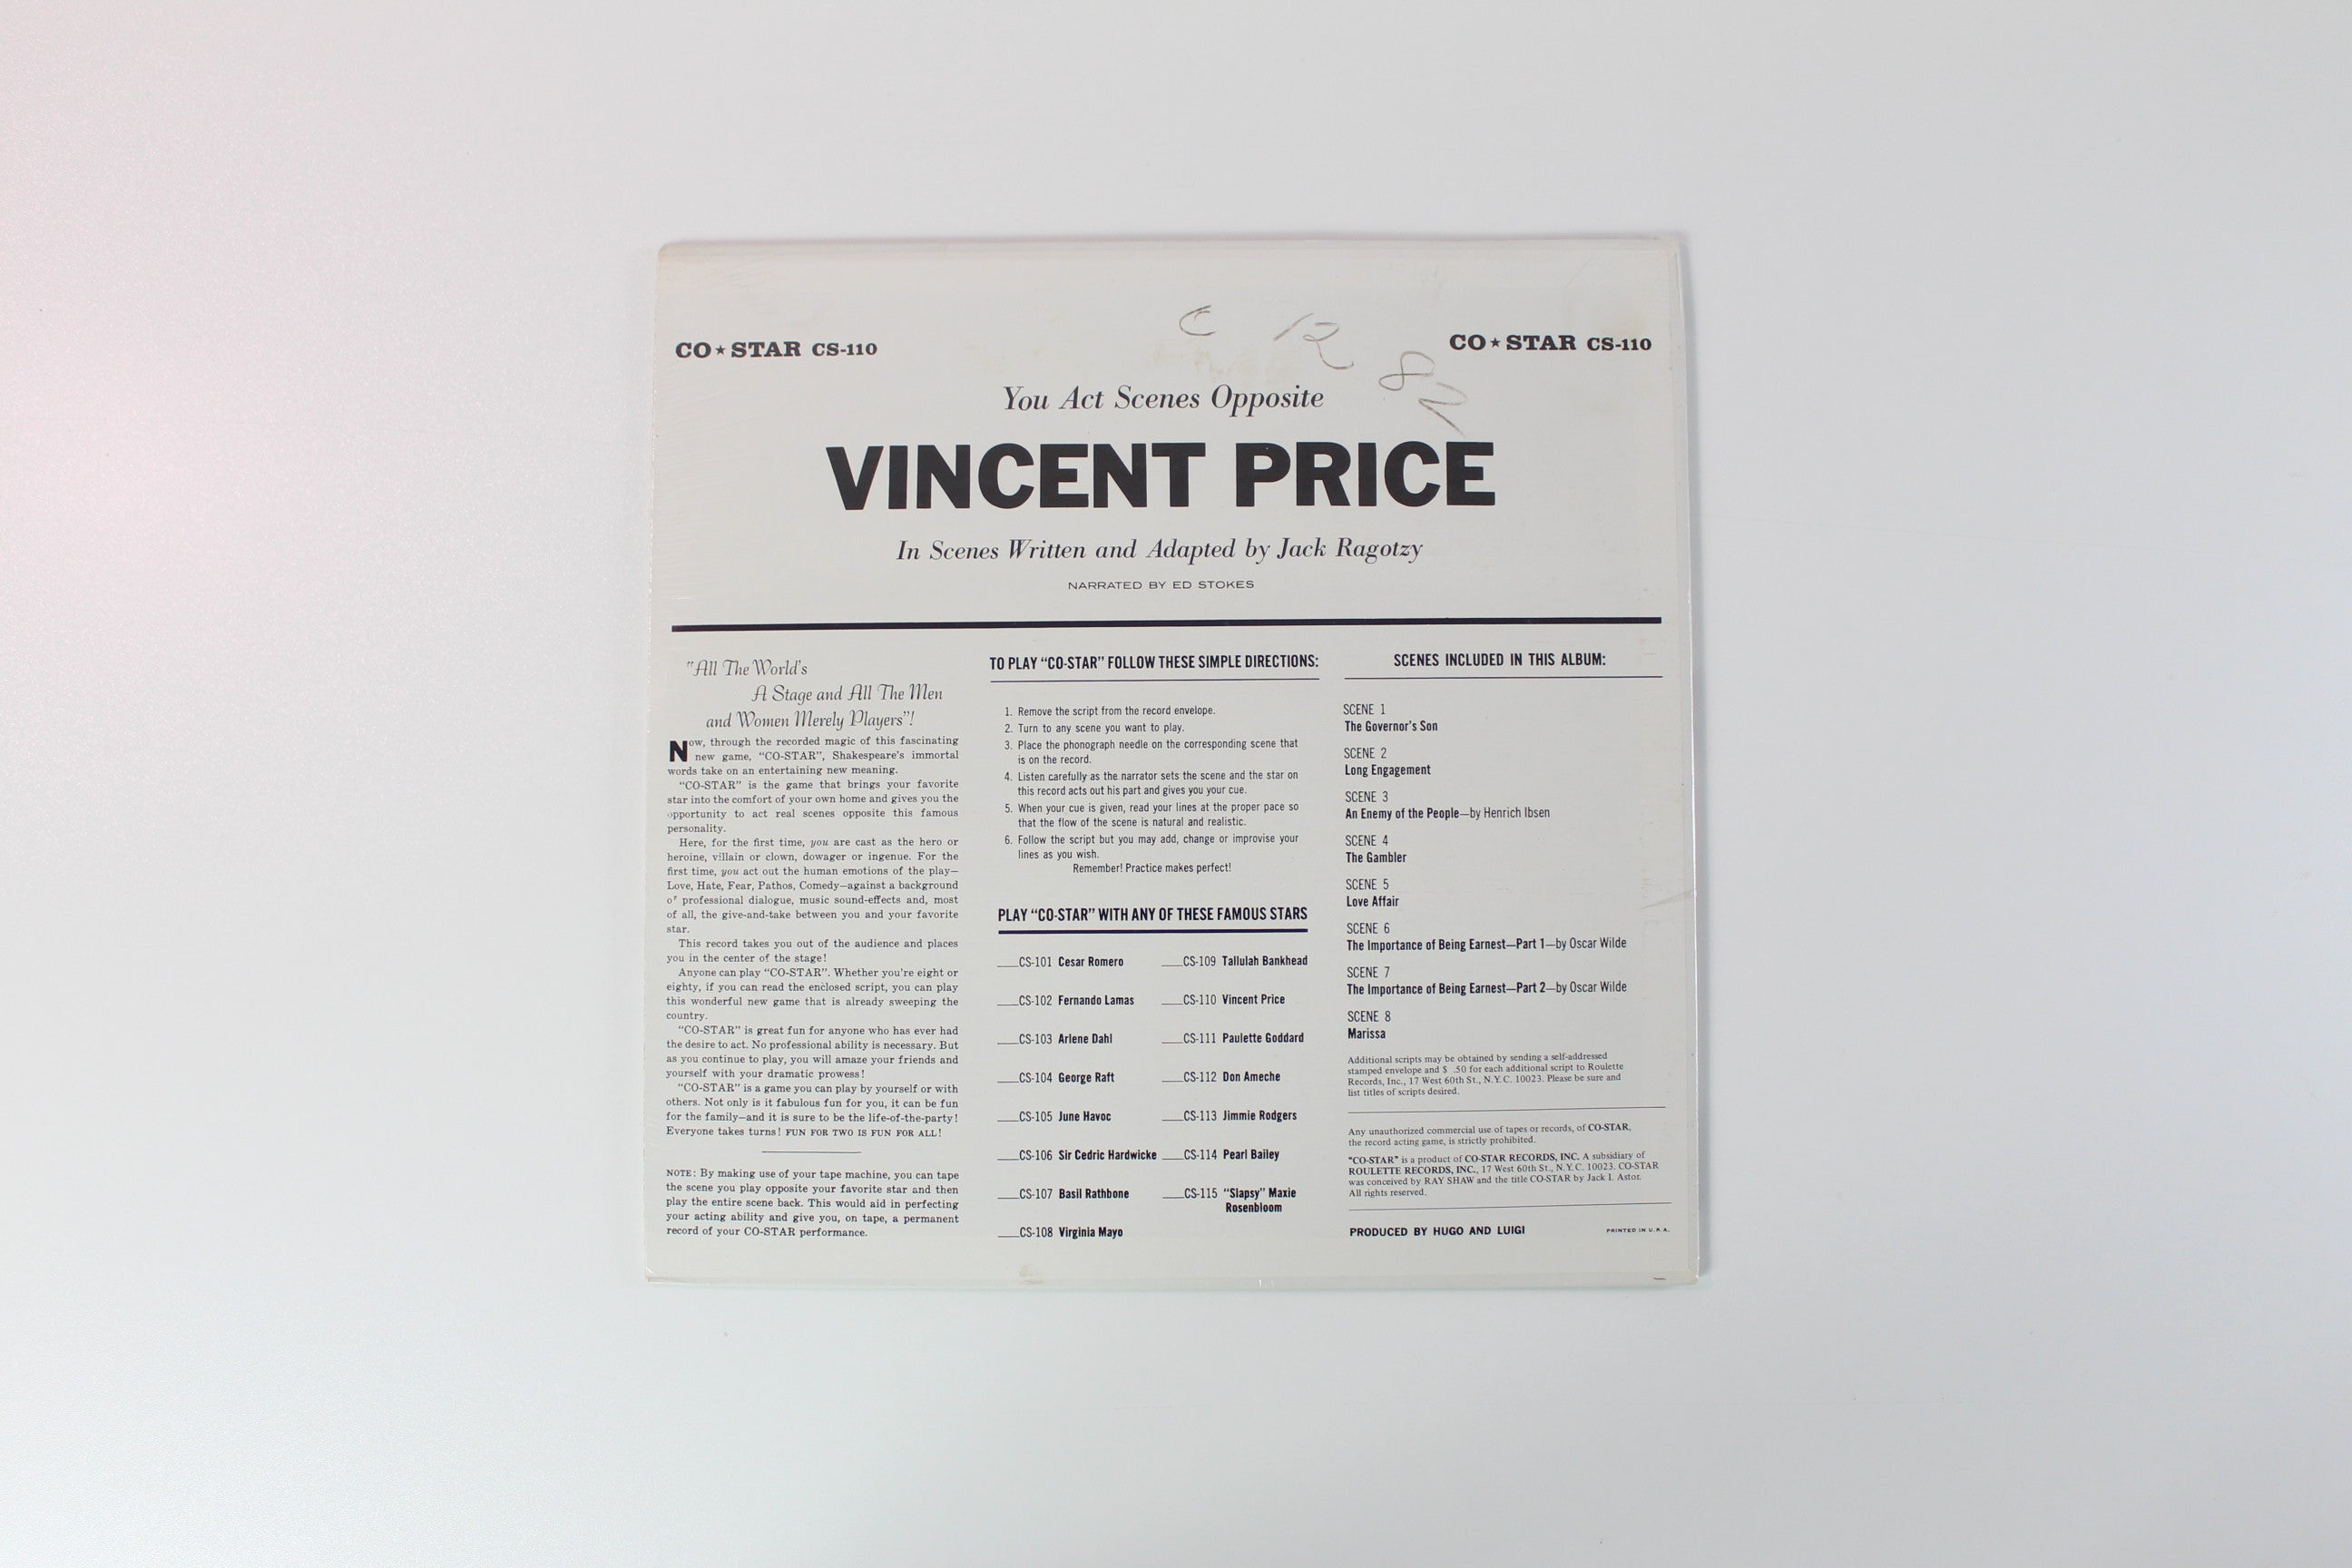 C 12 8
CO★STAR CS-110
CO★STAR CS-110
You Act Scenes Opposite
VINCENT PRICE
In Scenes Written and Adapted by Jack Ragotzy
NARRATED BY ED STOKES
"All The World's
A Stage and All The Men
and Women Merely Players"!
Now, through the recorded magic of this fascinating
new game, "CO-STAR", Shakespeare's immortal
words take on an entertaining new meaning.
"CO-STAR" is the game that brings your favorite
star into the comfort of your own home and gives you the
opportunity to act real scenes opposite this famous
personality.
Here, for the first time, you are cast as the hero or
heroine, villain or clown, dowager or ingenue. For the
first time, you act out the human emotions of the play—
Love, Hate, Fear, Pathos, Comedy—against a background
of professional dialogue, music sound-effects and, most
of all, the give-and-take between you and your favorite
star.
This record takes you out of the audience and places
you in the center of the stage!
Anyone can play "CO-STAR". Whether you're eight or
eighty, if you can read the enclosed script, you can play
this wonderful new game that is already sweeping the
country.
"CO-STAR" is great fun for anyone who has ever had
the desire to act. No professional ability is necessary. But
as you continue to play, you will amaze your friends and
yourself with your dramatic prowess!
"CO-STAR" is a game you can play by yourself or with
others. Not only is it fabulous fun for you, it can be fun
for the family—and it is sure to be the life-of-the-party!
Everyone takes turns! FUN FOR TWO IS FUN FOR ALL!
NOTE: By making use of your tape machine, you can tape
the scene you play opposite your favorite star and then
play the entire scene back. This would aid in perfecting
your acting ability and give you, on tape, a permanent
record of your CO-STAR performance.
TO PLAY "CO-STAR" FOLLOW THESE SIMPLE DIRECTIONS:
1. Remove the script from the record envelope.
2. Turn to any scene you want to play.
3. Place the phonograph needle on the corresponding scene that
is on the record.
4. Listen carefully as the narrator sets the scene and the star on
this record acts out his part and gives you your cue.
5. When your cue is given, read your lines at the proper pace so
that the flow of the scene is natural and realistic.
6. Follow the script but you may add, change or improvise your
lines as you wish.
Remember! Practice makes perfect!
PLAY "CO-STAR" WITH ANY OF THESE FAMOUS STARS
___CS-101 Cesar Romero
___CS-102 Fernando Lamas
___CS-103 Arlene Dahl
___CS-104 George Raft
___CS-105 June Havoc
___CS-106 Sir Cedric Hardwicke
___CS-107 Basil Rathbone
___CS-108 Virginia Mayo
___CS-109 Tallulah Bankhead
___CS-110 Vincent Price
___CS-111 Paulette Goddard
___CS-112 Don Ameche
___CS-113 Jimmie Rodgers
___CS-114 Pearl Bailey
___CS-115 "Slapsy" Maxie
Rosenbloom
SCENES INCLUDED IN THIS ALBUM:
SCENE 1
The Governor's Son
SCENE 2
Long Engagement
SCENE 3
An Enemy of the People—by Henrich Ibsen
SCENE 4
The Gambler
SCENE 5
Love Affair
SCENE 6
The Importance of Being Earnest—Part 1—by Oscar Wilde
SCENE 7
The Importance of Being Earnest—Part 2—by Oscar Wilde
SCENE 8
Marissa
Additional scripts may be obtained by sending a self-addressed
stamped envelope and $ .50 for each additional script to Roulette
Records, Inc., 17 West 60th St., N.Y.C. 10023. Please be sure and
list titles of scripts desired.
Any unauthorized commercial use of tapes or records, of CO-STAR,
the record acting game, is strictly prohibited.
"CO-STAR" is a product of CO-STAR RECORDS, INC. A subsidiary of
ROULETTE RECORDS, INC., 17 West 60th St., N.Y.C. 10023. CO-STAR
was conceived by RAY SHAW and the title CO-STAR by Jack I. Astor.
All rights reserved.
PRODUCED BY HUGO AND LUIGI
PRINTED IN U.S.A.